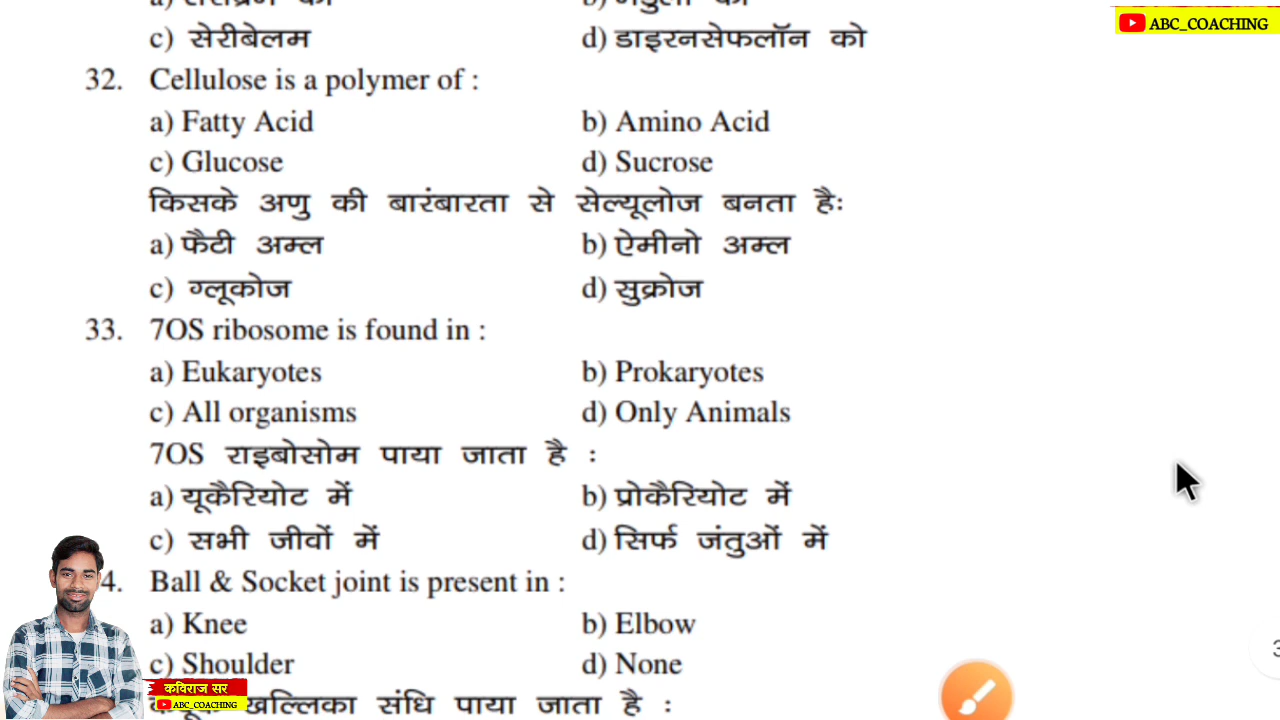 c) सेरीबेलम d) डाइरनसेफलॉन को
ABC_COACHING
32. Cellulose is a polymer of :
a) Fatty Acid b) Amino Acid
c) Glucose d) Sucrose
किसके अणु की बारंबारता से सेल्यूलोज बनता हैः
a) फैटी अम्ल b) ऐमीनो अम्ल
c) ग्लूकोज d) सुक्रोज
33. 7OS ribosome is found in :
a) Eukaryotes b) Prokaryotes
c) All organisms d) Only Animals
7OS राइबोसोम पाया जाता है :
a) यूकैरियोट में b) प्रोकैरियोट में
c) सभी जीवों में d) सिर्फ जंतुओं में
4. Ball & Socket joint is present in :
a) Knee b) Elbow
c) Shoulder d) None
खल्लिका संधि पाया जाता है :
कविराज सर
ABC_COACHING